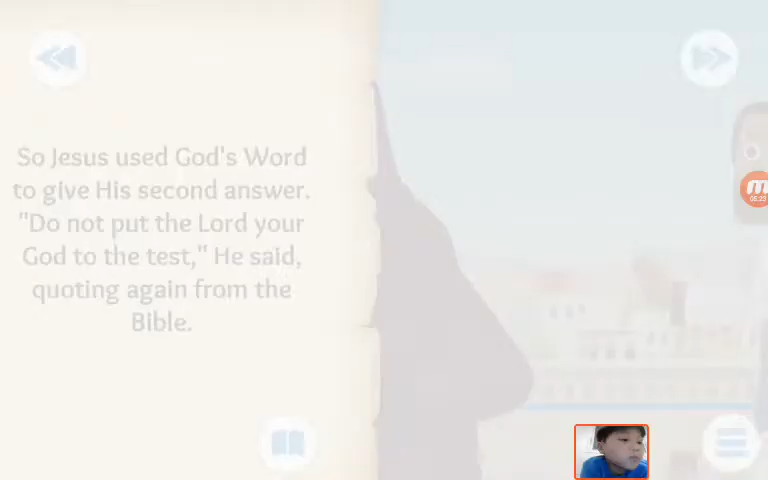 So Jesus used God's Word
to give His second answer.
"Do not put the Lord your
God to the test," He said,
quoting again from the
Bible.